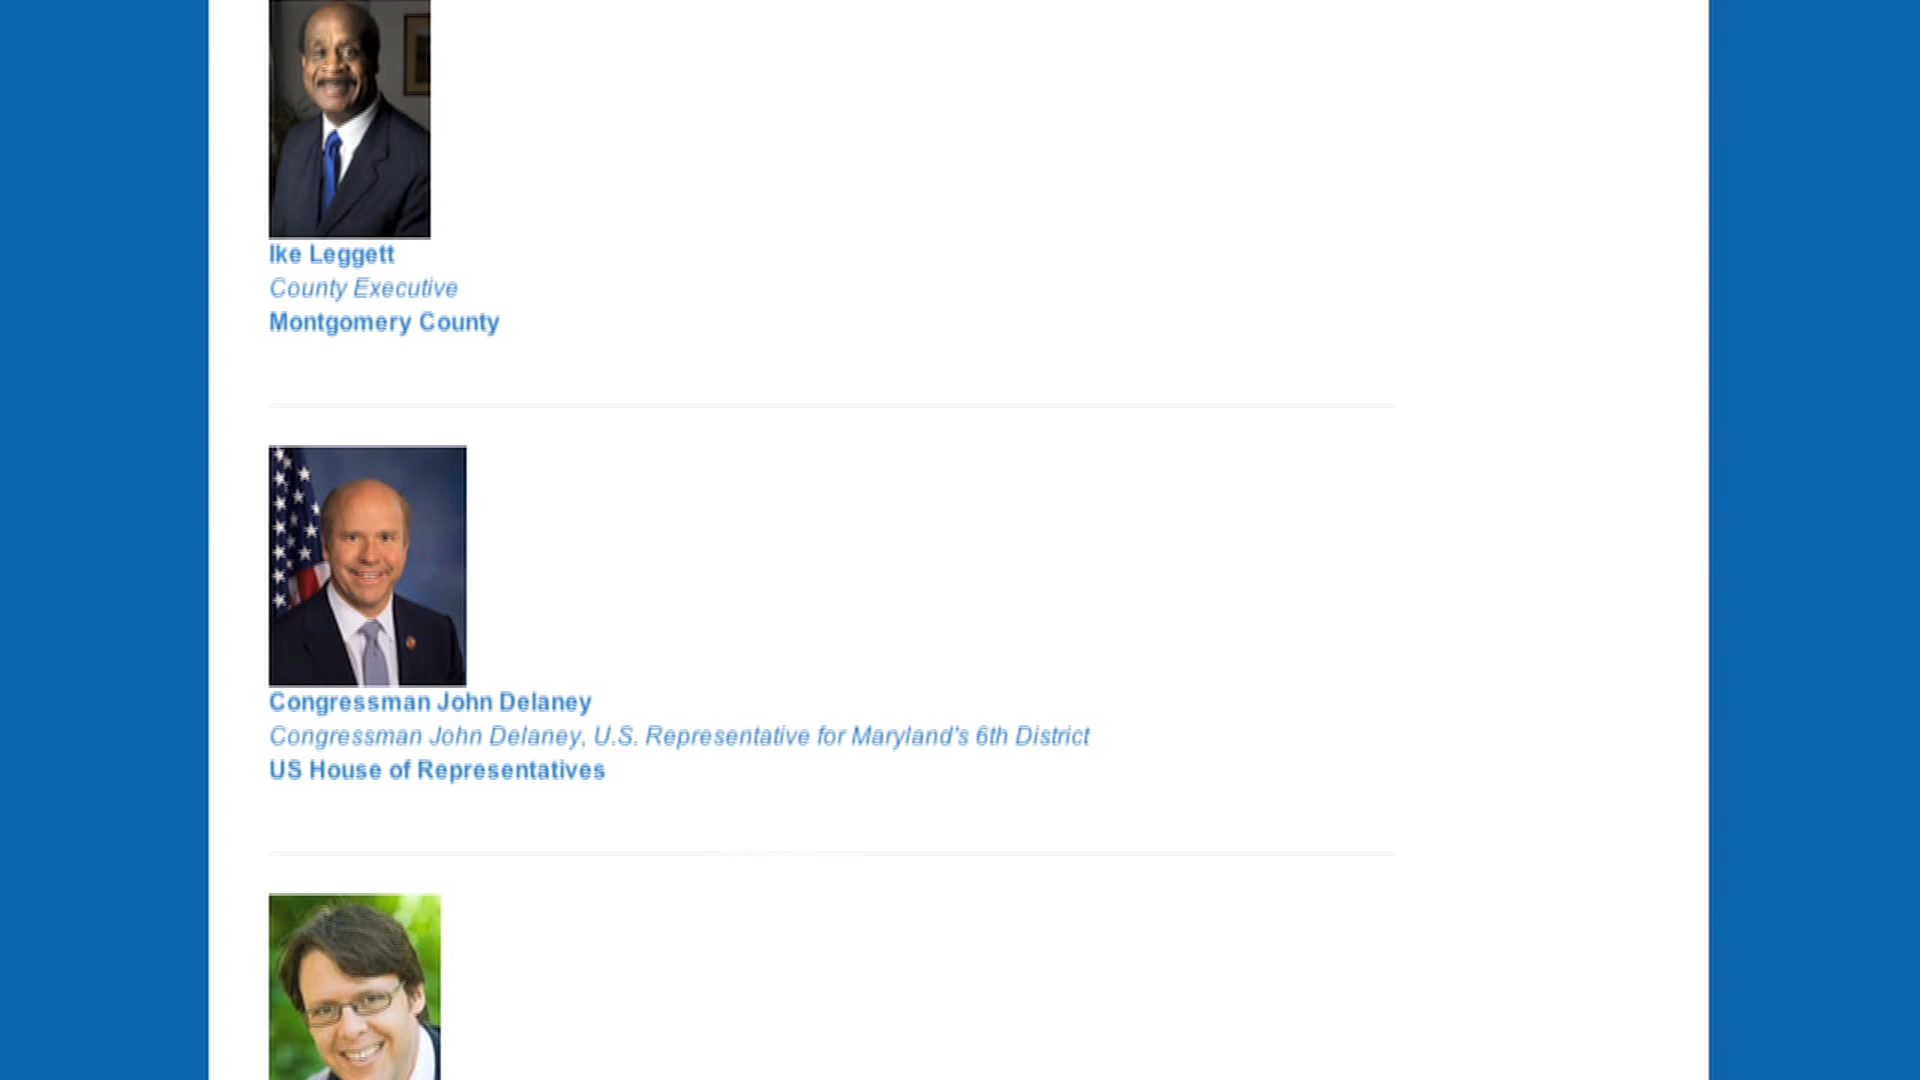 Ike Leggett
County Executive
Montgomery County
Congressman John Delaney
Congressman John Delaney, U.S. Representative for Maryland's 6th District
US House of Representatives